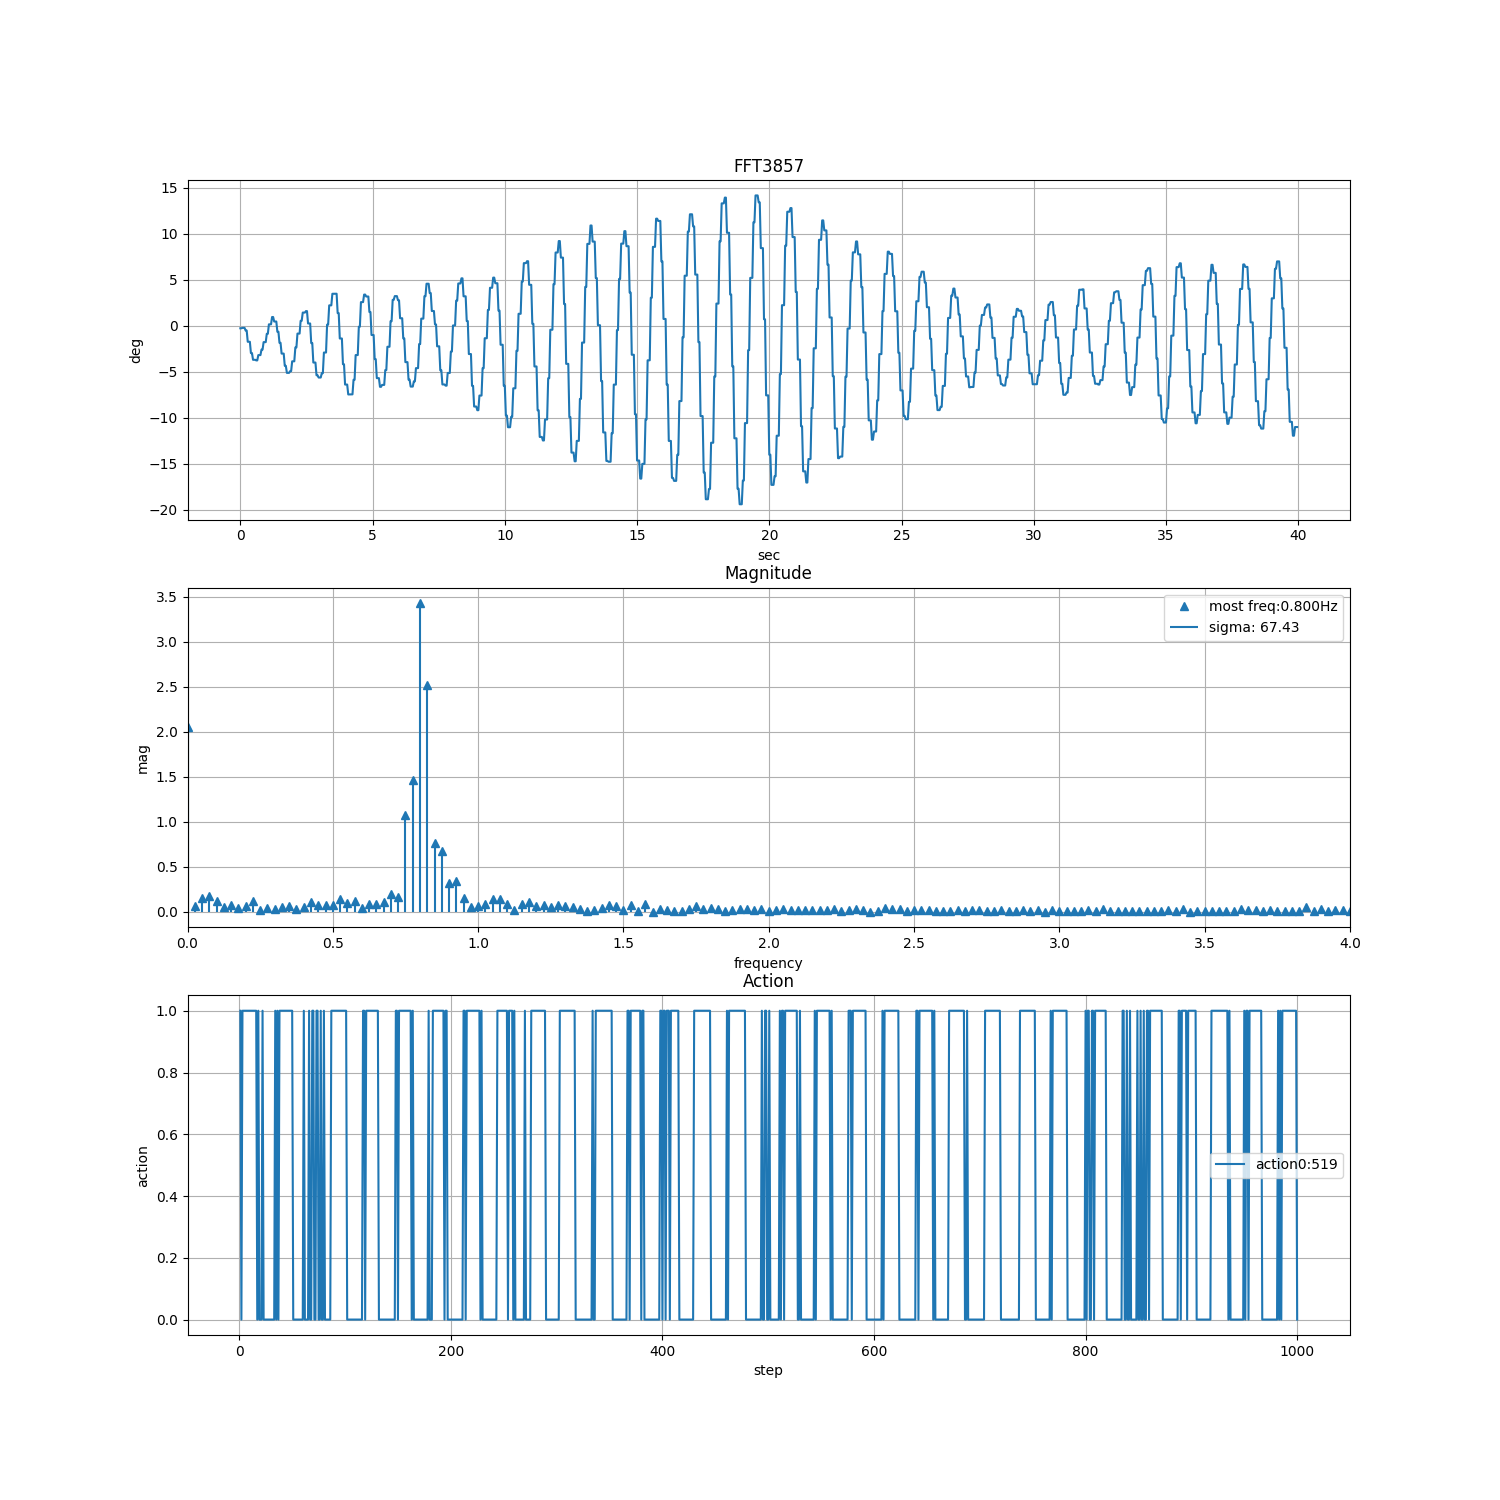 FFT3857
15
10
5
0
−5
−10
−15
−20
deg
0 5 10 15 20 25 30 35 40
sec
Magnitude
3.5
3.0
2.5
2.0
1.5
1.0
0.5
0.0
mag
most freq:0.800Hz
sigma: 67.43
0.0 0.5 1.0 1.5 2.0 2.5 3.0 3.5 4.0
frequency
Action
1.0
0.8
0.6
0.4
0.2
0.0
action
action0:519
0 200 400 600 800 1000
step